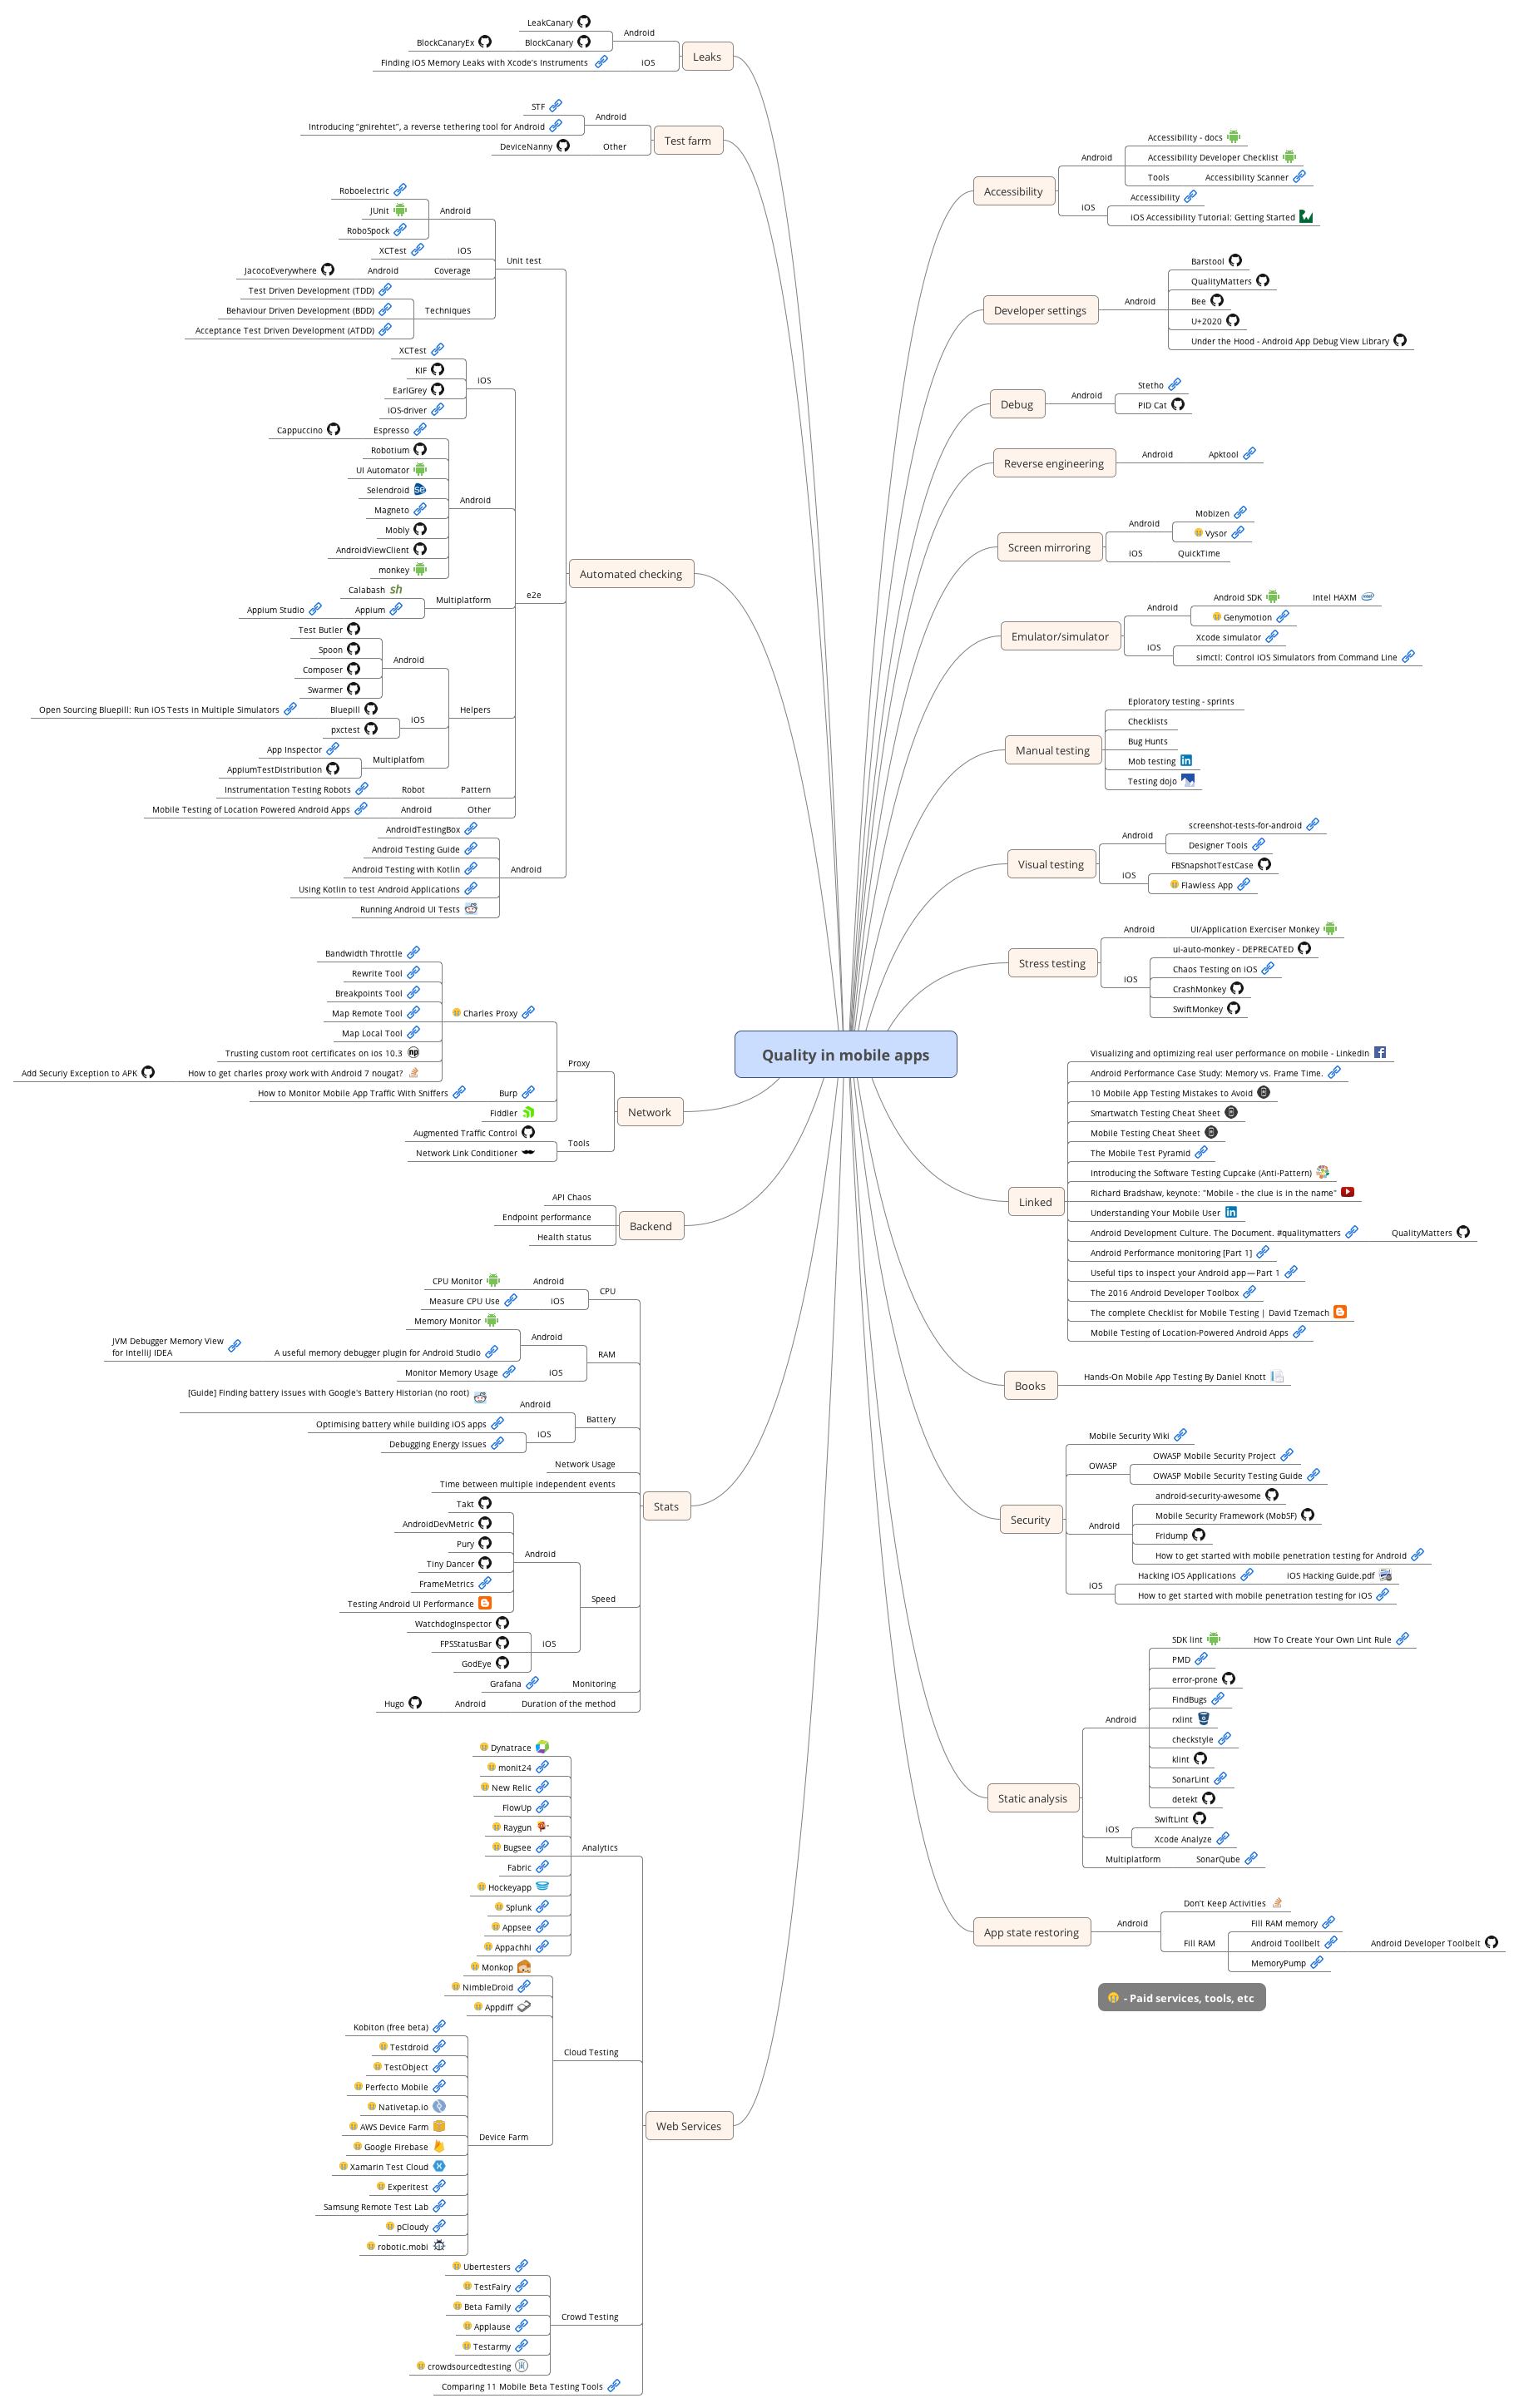 Quality in mobile apps
Leaks
Android
LeakCanary
BlockCanary
BlockCanaryEx
iOS
Finding iOS Memory Leaks with Xcode's Instruments
Test farm
Android
STF
Introducing "gnirehtet", a reverse tethering tool for Android
Other
DeviceNanny
Automated checking
Unit test
Android
Roboelectric
JUnit
RoboSpock
iOS
XCTest
Coverage
Android
JacocoEverywhere
Techniques
Test Driven Development (TDD)
Behaviour Driven Development (BDD)
Acceptance Test Driven Development (ATDD)
e2e
iOS
XCTest
KIF
EarlGrey
iOS-driver
Android
Espresso
Cappuccino
Robotium
UI Automator
Selendroid
Se
Magneto
Mobly
AndroidViewClient
monkey
Multiplatform
Calabash
sh
Appium
Appium Studio
Helpers
Android
Test Butler
Spoon
Composer
Swarmer
iOS
Bluepill
Open Sourcing Bluepill: Run iOS Tests in Multiple Simulators
pxctest
Multiplatfom
App Inspector
AppiumTestDistribution
Pattern
Robot
Instrumentation Testing Robots
Other
Android
Mobile Testing of Location Powered Android Apps
Android
AndroidTestingBox
Android Testing Guide
Android Testing with Kotlin
Using Kotlin to test Android Applications
Running Android UI Tests
Network
Proxy
Charles Proxy
Bandwidth Throttle
Rewrite Tool
Breakpoints Tool
Map Remote Tool
Map Local Tool
Trusting custom root certificates on ios 10.3
np
How to get charles proxy work with Android 7 nougat?
Add Securiy Exception to APK
Burp
How to Monitor Mobile App Traffic With Sniffers
Fiddler
Tools
Augmented Traffic Control
Network Link Conditioner
Backend
API Chaos
Endpoint performance
Health status
Stats
CPU
Android
CPU Monitor
iOS
Measure CPU Use
RAM
Android
Memory Monitor
A useful memory debugger plugin for Android Studio
JVM Debugger Memory View
for IntelliJ IDEA
iOS
Monitor Memory Usage
Battery
Android
[Guide] Finding battery issues with Google's Battery Historian (no root)
iOS
Optimising battery while building iOS apps
Debugging Energy Issues
Network Usage
Time between multiple independent events
Speed
Android
Takt
AndroidDevMetric
Pury
Tiny Dancer
FrameMetrics
Testing Android UI Performance
iOS
WatchdogInspector
FPSStatusBar
GodEye
Monitoring
Grafana
Duration of the method
Android
Hugo
Web Services
Analytics
Dynatrace
monit24
New Relic
FlowUp
Raygun
Bugsee
Fabric
Hockeyapp
Splunk
Appsee
Appachhi
Cloud Testing
Monkop
NimbleDroid
Appdiff
Device Farm
Kobiton (free beta)
Testdroid
TestObject
Perfecto Mobile
Nativetap.io
AWS Device Farm
Google Firebase
Xamarin Test Cloud
Experitest
Samsung Remote Test Lab
pCloudy
robotic.mobi
Crowd Testing
Ubertesters
TestFairy
Beta Family
Applause
Testarmy
crowdsourcedtesting
Comparing 11 Mobile Beta Testing Tools
Accessibility
Android
Accessibility - docs
Accessibility Developer Checklist
Tools
Accessibility Scanner
iOS
Accessibility
iOS Accessibility Tutorial: Getting Started
Developer settings
Android
Barstool
QualityMatters
Bee
U+2020
Under the Hood - Android App Debug View Library
Debug
Android
Stetho
PID Cat
Reverse engineering
Android
Apktool
Screen mirroring
Android
Mobizen
Vysor
iOS
QuickTime
Emulator/simulator
Android
Android SDK
Intel HAXM
intel
Genymotion
iOS
Xcode simulator
simctl: Control iOS Simulators from Command Line
Manual testing
Eploratory testing - sprints
Checklists
Bug Hunts
Mob testing
Testing dojo
Visual testing
Android
screenshot-tests-for-android
Designer Tools
iOS
FBSnapshotTestCase
Flawless App
Stress testing
Android
UI/Application Exerciser Monkey
iOS
ui-auto-monkey - DEPRECATED
Chaos Testing on iOS
CrashMonkey
SwiftMonkey
Linked
Visualizing and optimizing real user performance on mobile - LinkedIn
Android Performance Case Study: Memory vs. Frame Time.
10 Mobile App Testing Mistakes to Avoid
Smartwatch Testing Cheat Sheet
Mobile Testing Cheat Sheet
The Mobile Test Pyramid
Introducing the Software Testing Cupcake (Anti-Pattern)
Richard Bradshaw, keynote: "Mobile - the clue is in the name"
Understanding Your Mobile User
Android Development Culture. The Document. #qualitymatters
QualityMatters
Android Performance monitoring [Part 1]
Useful tips to inspect your Android app—Part 1
The 2016 Android Developer Toolbox
The complete Checklist for Mobile Testing | David Tzemach
Mobile Testing of Location-Powered Android Apps
Books
Hands-On Mobile App Testing By Daniel Knott
Security
Mobile Security Wiki
OWASP
OWASP Mobile Security Project
OWASP Mobile Security Testing Guide
Android
android-security-awesome
Mobile Security Framework (MobSF)
Fridump
How to get started with mobile penetration testing for Android
iOS
Hacking iOS Applications
iOS Hacking Guide.pdf
How to get started with mobile penetration testing for iOS
Static analysis
Android
SDK lint
How To Create Your Own Lint Rule
PMD
error-prone
FindBugs
rxlint
checkstyle
klint
SonarLint
detekt
iOS
SwiftLint
Xcode Analyze
Multiplatform
SonarQube
App state restoring
Android
Don't Keep Activities
Fill RAM
Fill RAM memory
Android Toollbelt
Android Developer Toolbelt
MemoryPump
- Paid services, tools, etc